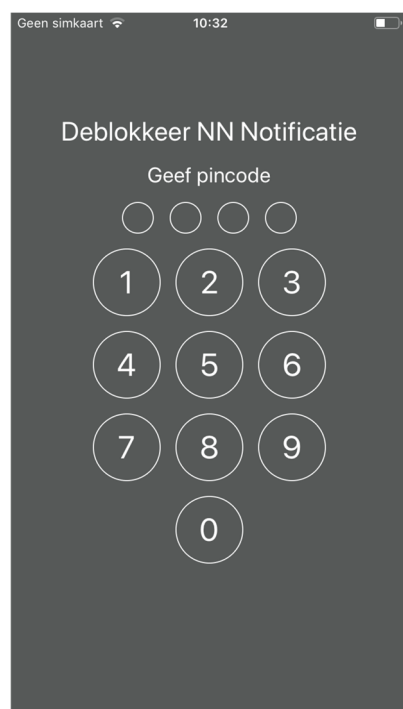 Geen simkaart 10:32
Deblokkeer NN Notificatie
Geef pincode
1 2 3
4 5 6
7 8 9
0